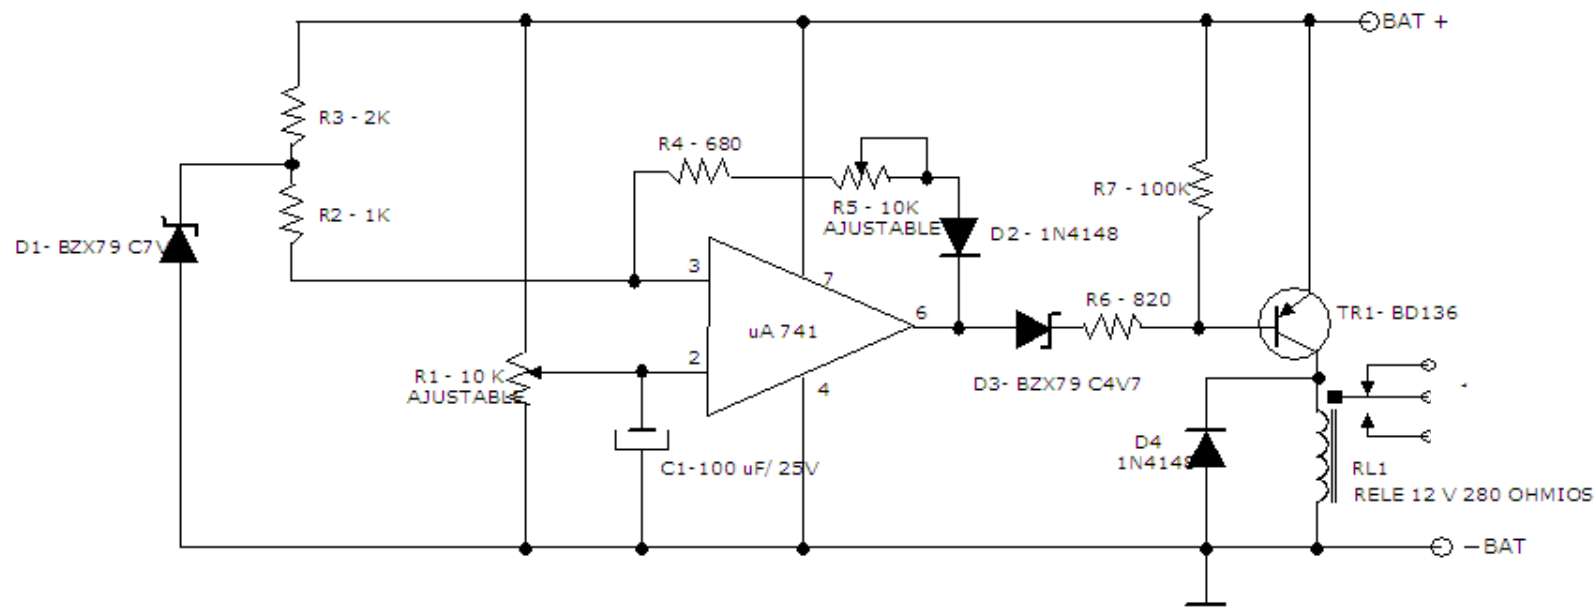 BAT +
R3 - 2K
R4 - 680
R2 - 1K
R5 - 10K
AJUSTABLE
R7 - 100K
D1- BZX79 C7V
D2 - 1N4148
3
7
6
uA 741
R6 - 820
TR1- BD136
2
4
R1 - 10 K
AJUSTABLE
D3- BZX79 C4V7
C1-100 uF/ 25V
D4
1N4148
RL1
RELE 12 V 280 OHMIOS
- BAT